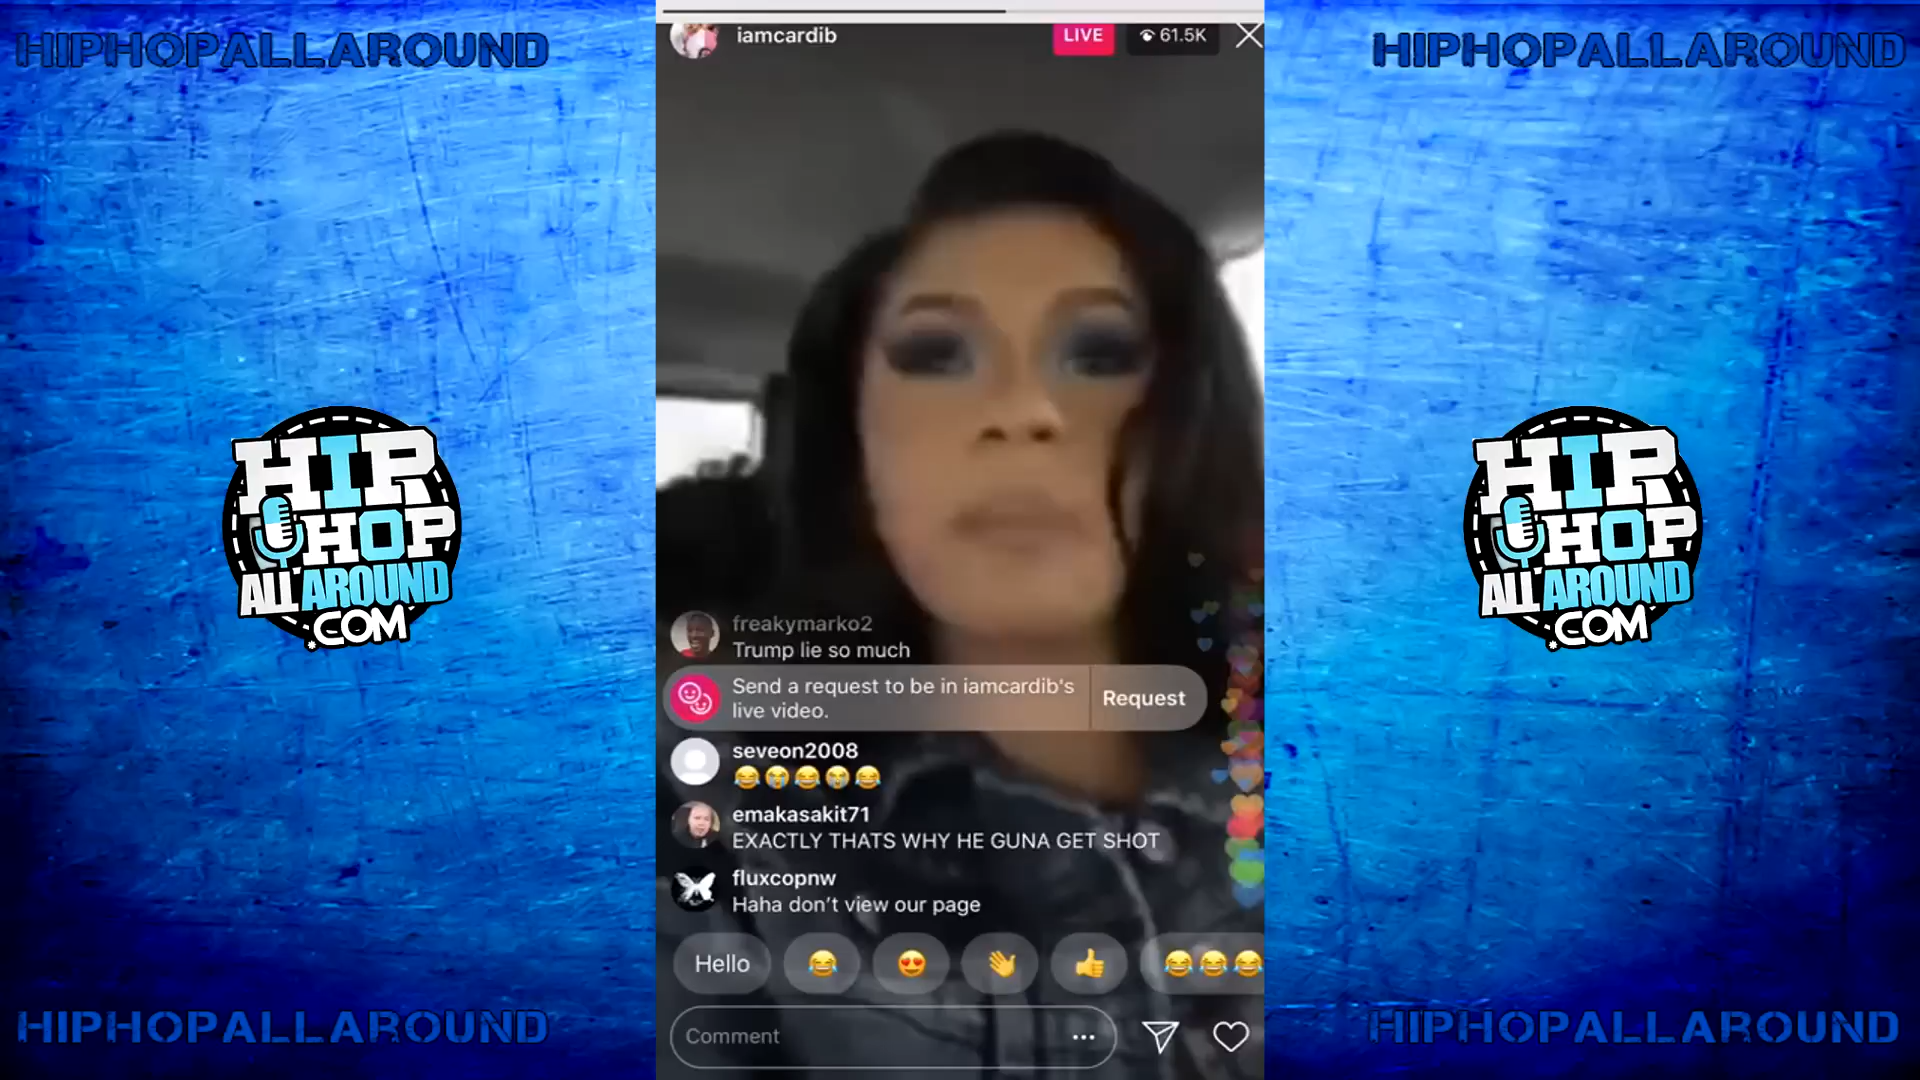 HIPHOPALLAROUND
iamcardib
LIVE
61.5K
HIPHOPALLAROUND
HIP
HOP
ALL AROUND
.COM
HIP
HOP
ALL AROUND
.COM
freakymarko2
Trump lie so much
Send a request to be in iamcardib's
live video.
Request
seveon2008
😂😭😂😭😂
emakasakit71
EXACTLY THATS WHY HE GUNA GET SHOT
fluxcopnw
Haha don’t view our page
Hello 😂 😍 👋 👍 😂😂😂
Comment
HIPHOPALLAROUND
HIPHOPALLAROUND